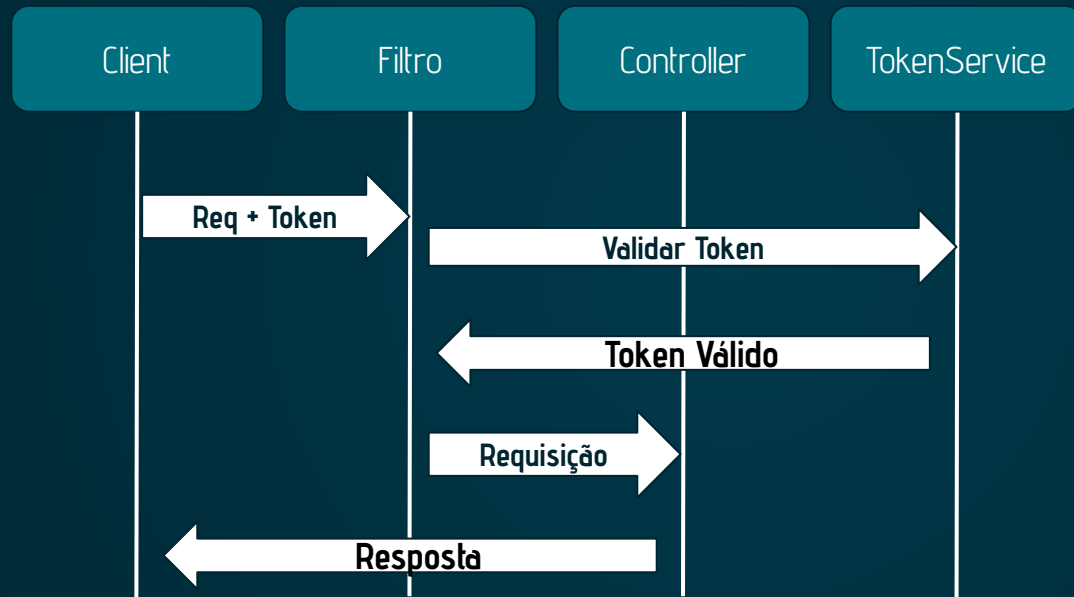 Client
Filtro
Controller
TokenService
Req + Token
Validar Token
Token Válido
Requisição
Resposta